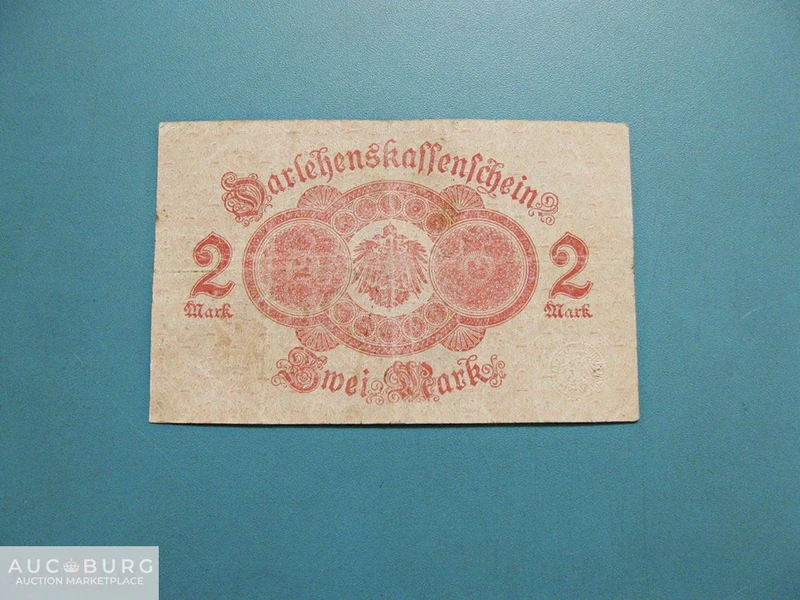 Darlehenskassenschein
2
Mark
2
Mark
Zwei Mark
AUCBURG
AUCTION MARKETPLACE